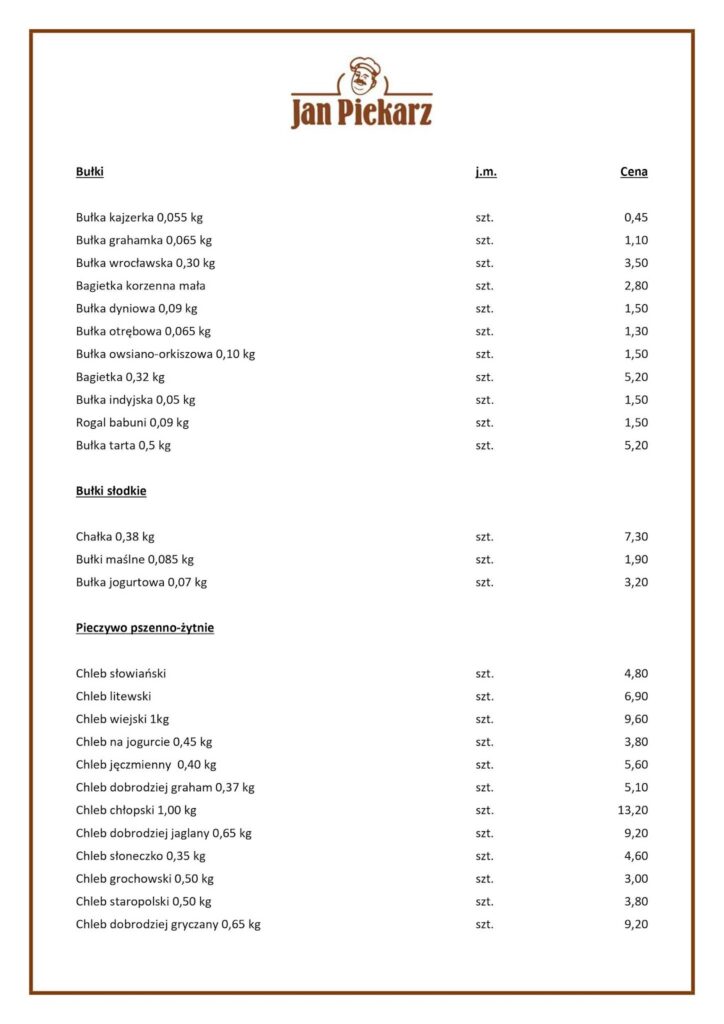 Jan Piekarz
Bułki j.m. Cena
Bułka kajzerka 0,055 kg szt. 0,45
Bułka grahamka 0,065 kg szt. 1,10
Bułka wrocławska 0,30 kg szt. 3,50
Bagietka korzenna mała szt. 2,80
Bułka dyniowa 0,09 kg szt. 1,50
Bułka otrębowa 0,065 kg szt. 1,30
Bułka owsiano-orkiszowa 0,10 kg szt. 1,50
Bagietka 0,32 kg szt. 5,20
Bułka indyjska 0,05 kg szt. 1,50
Rogal babuni 0,09 kg szt. 1,50
Bułka tarta 0,5 kg szt. 5,20
Bułki słodkie
Chałka 0,38 kg szt. 7,30
Bułki maślne 0,085 kg szt. 1,90
Bułka jogurtowa 0,07 kg szt. 3,20
Pieczywo pszenno-żytnie
Chleb słowiański szt. 4,80
Chleb litewski szt. 6,90
Chleb wiejski 1kg szt. 9,60
Chleb na jogurcie 0,45 kg szt. 3,80
Chleb jęczmienny 0,40 kg szt. 5,60
Chleb dobrodziej graham 0,37 kg szt. 5,10
Chleb chłopski 1,00 kg szt. 13,20
Chleb dobrodziej jaglany 0,65 kg szt. 9,20
Chleb słoneczko 0,35 kg szt. 4,60
Chleb grochowski 0,50 kg szt. 3,00
Chleb staropolski 0,50 kg szt. 3,80
Chleb dobrodziej gryczany 0,65 kg szt. 9,20